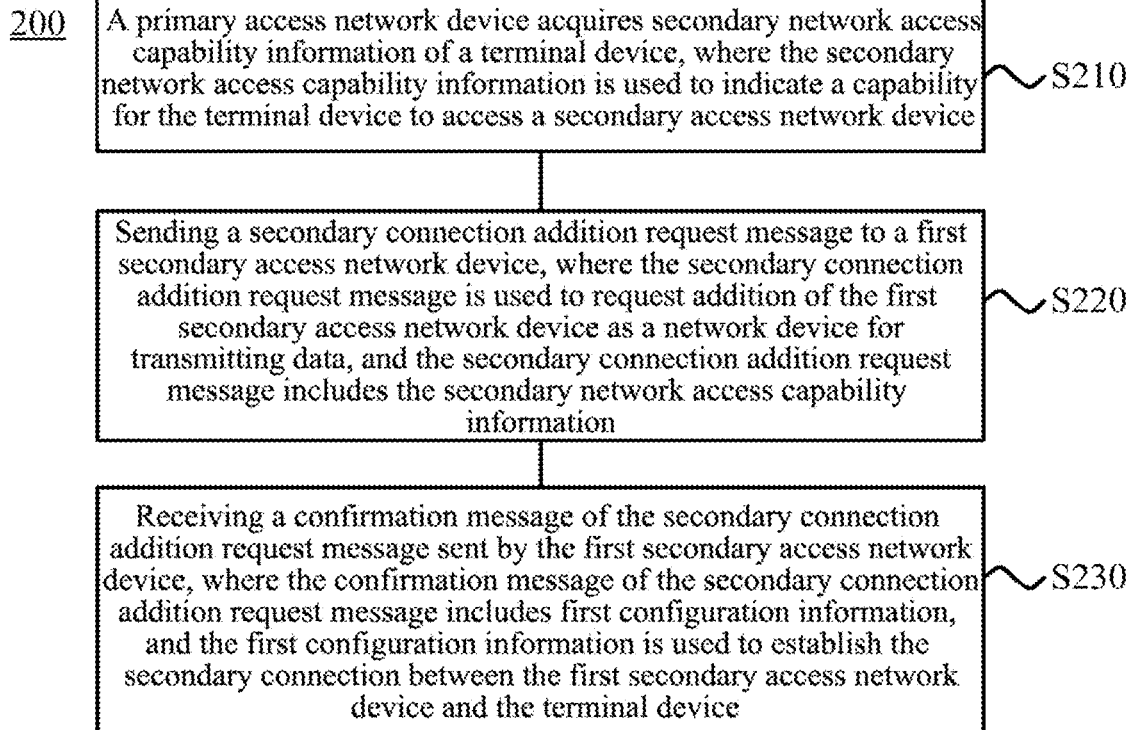 200
A primary access network device acquires secondary network access
capability information of a terminal device, where the secondary
network access capability information is used to indicate a capability
for the terminal device to access a secondary access network device
S210
Sending a secondary connection addition request message to a first
secondary access network device, where the secondary connection
addition request message is used to request addition of the first
secondary access network device as a network device for
transmitting data, and the secondary connection addition request
message includes the secondary network access capability
information
S220
Receiving a confirmation message of the secondary connection
addition request message sent by the first secondary access network
device, where the confirmation message of the secondary connection
addition request message includes first configuration information,
and the first configuration information is used to establish the
secondary connection between the first secondary access network
device and the terminal device
S230